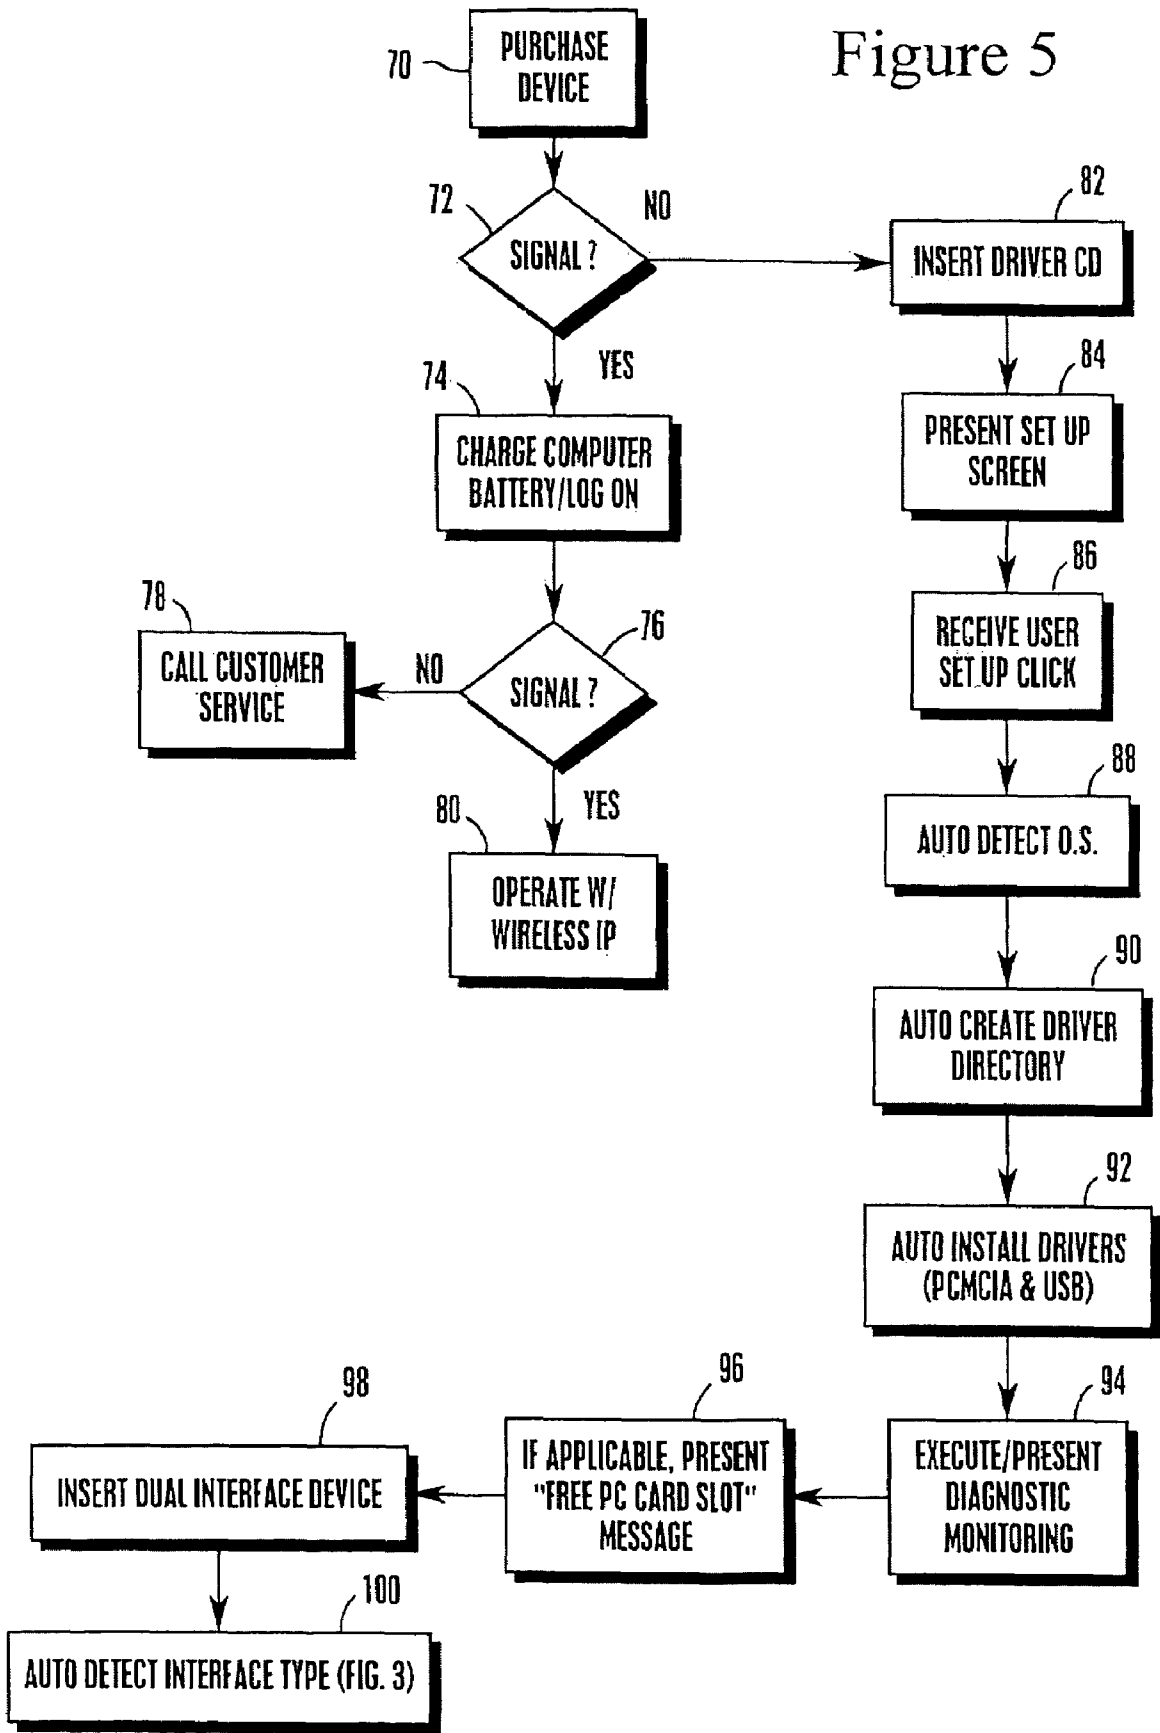 Figure 5
70
PURCHASE
DEVICE
72
SIGNAL ?
NO
YES
74
CHARGE COMPUTER
BATTERY/LOG ON
76
SIGNAL ?
NO
78
CALL CUSTOMER
SERVICE
YES
80
OPERATE W/
WIRELESS IP
82
INSERT DRIVER CD
84
PRESENT SET UP
SCREEN
86
RECEIVE USER
SET UP CLICK
88
AUTO DETECT O.S.
90
AUTO CREATE DRIVER
DIRECTORY
92
AUTO INSTALL DRIVERS
(PCMCIA & USB)
94
EXECUTE/PRESENT
DIAGNOSTIC
MONITORING
96
IF APPLICABLE, PRESENT
"FREE PC CARD SLOT"
MESSAGE
98
INSERT DUAL INTERFACE DEVICE
100
AUTO DETECT INTERFACE TYPE (FIG. 3)